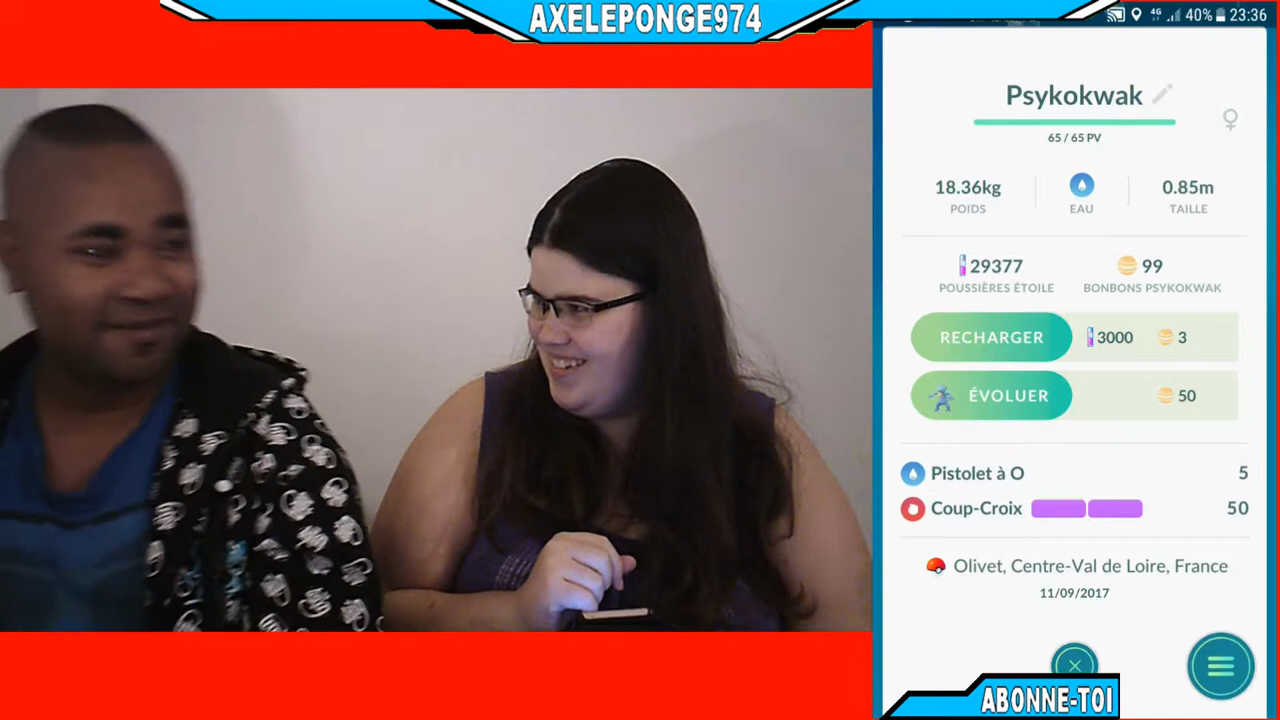 AXELEPONGE974
4G 40% 23:36
Psykokwak
65 / 65 PV
18.36kg
POIDS
EAU
0.85m
TAILLE
29377
POUSSIÈRES ÉTOILE
99
BONBONS PSYKOKWAK
RECHARGER 3000 3
ÉVOLUER 50
Pistolet à O 5
Coup-Croix 50
Olivet, Centre-Val de Loire, France
11/09/2017
ABONNE-TOI